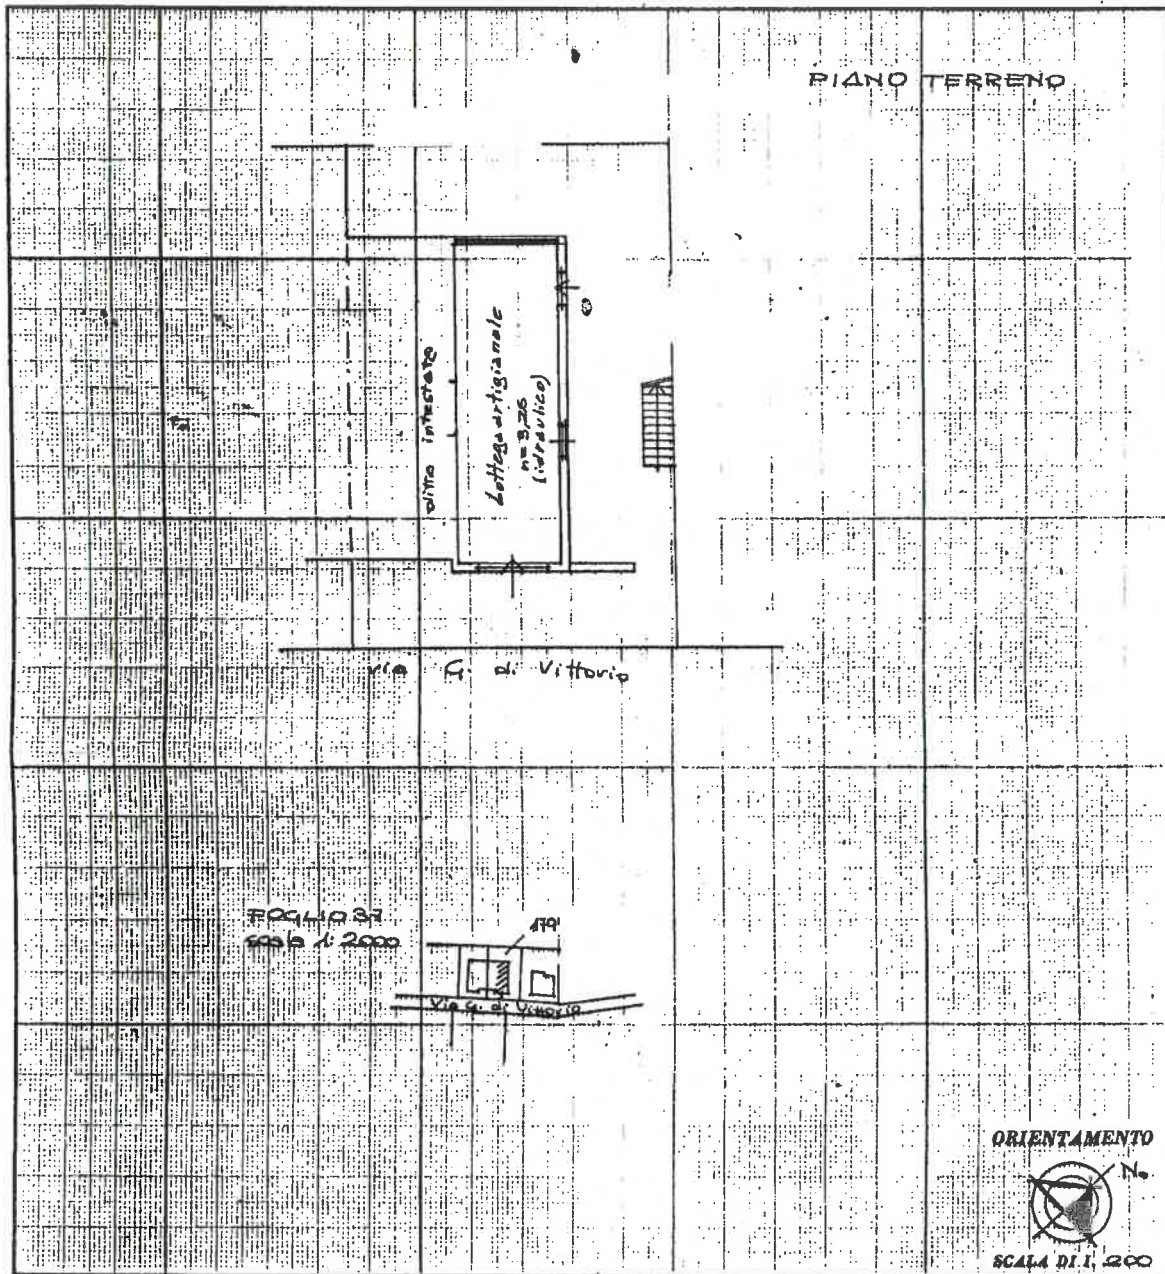 PIANO TERRENO
ditta intestata
bottega artigianale
h=3,25
(idraulico)
via G. di Vittorio
FOGLIO 37
scala 1:2000
179
Via G. di Vittorio
ORIENTAMENTO
N.
SCALA DI 1: 200